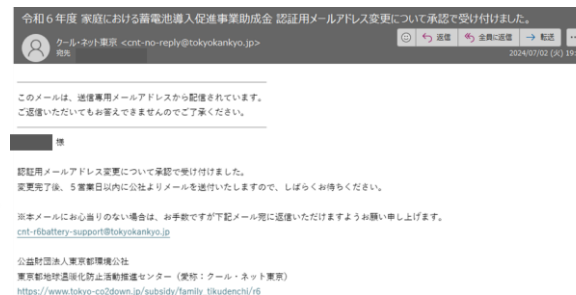 令和６年度 家庭における蓄電池導入促進事業助成金 認証用メールアドレス変更について承認で受け付けました。
クール・ネット東京 <cnt-no-reply@tokyokankyo.jp>
宛先
返信
全員に返信
転送
2024/07/02 (火) 19:
このメールは、送信専用メールアドレスから配信されています。
ご返信いただいてもお答えできませんのでご了承ください。
様
認証用メールアドレス変更について承認で受け付けました。
変更完了後、５営業日以内に公社よりメールを送付いたしますので、しばらくお待ちください。
※本メールにお心当りのない場合は、お手数ですが下記メール宛に返信いただけますようお願い申し上げます。
cnt-r6battery-support@tokyokankyo.jp
公益財団法人東京都環境公社
東京都地球温暖化防止活動推進センター（愛称：クール・ネット東京）
https://www.tokyo-co2down.jp/subsidy/family_tikudenchi/r6